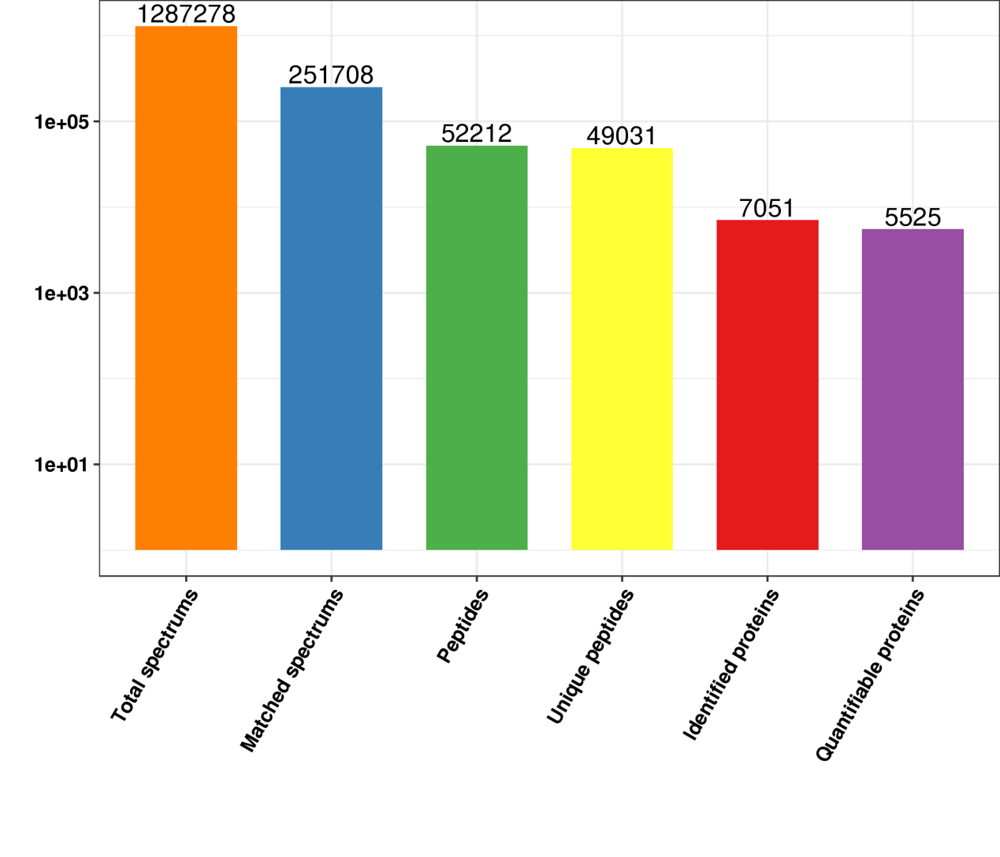 1287278
251708
52212
49031
7051
5525
1e+05
1e+03
1e+01
Total spectrums
Matched spectrums
Peptides
Unique peptides
Identified proteins
Quantifiable proteins